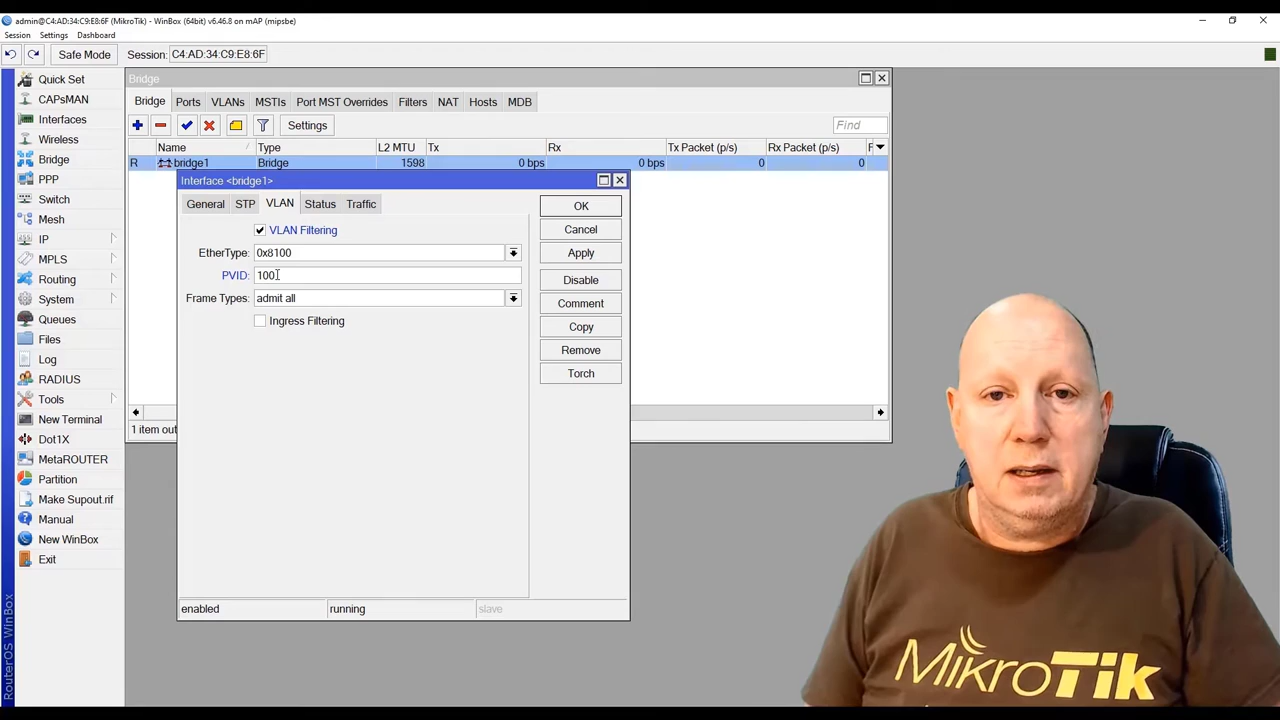 admin@C4:AD:34:C9:E8:6F (MikroTik) - WinBox (64bit) v6.46.8 on mAP (mipsbe)
Session Settings Dashboard
Safe Mode Session: C4:AD:34:C9:E8:6F
Quick Set
CAPsMAN
Interfaces
Wireless
Bridge
PPP
Switch
Mesh
IP
MPLS
Routing
System
Queues
Files
Log
RADIUS
Tools
New Terminal
Dot1X
MetaROUTER
Partition
Make Supout.rif
Manual
New WinBox
Exit
RouterOS WinBox
Bridge
Bridge Ports VLANs MSTIs Port MST Overrides Filters NAT Hosts MDB
Settings Find
Name Type L2 MTU Tx Rx Tx Packet (p/s) Rx Packet (p/s) F
R bridge1 Bridge 1598 0 bps 0 bps 0 0
1 item out
Interface <bridge1>
General STP VLAN Status Traffic
VLAN Filtering
EtherType: 0x8100
PVID: 100
Frame Types: admit all
Ingress Filtering
OK
Cancel
Apply
Disable
Comment
Copy
Remove
Torch
enabled running slave
MikroTik